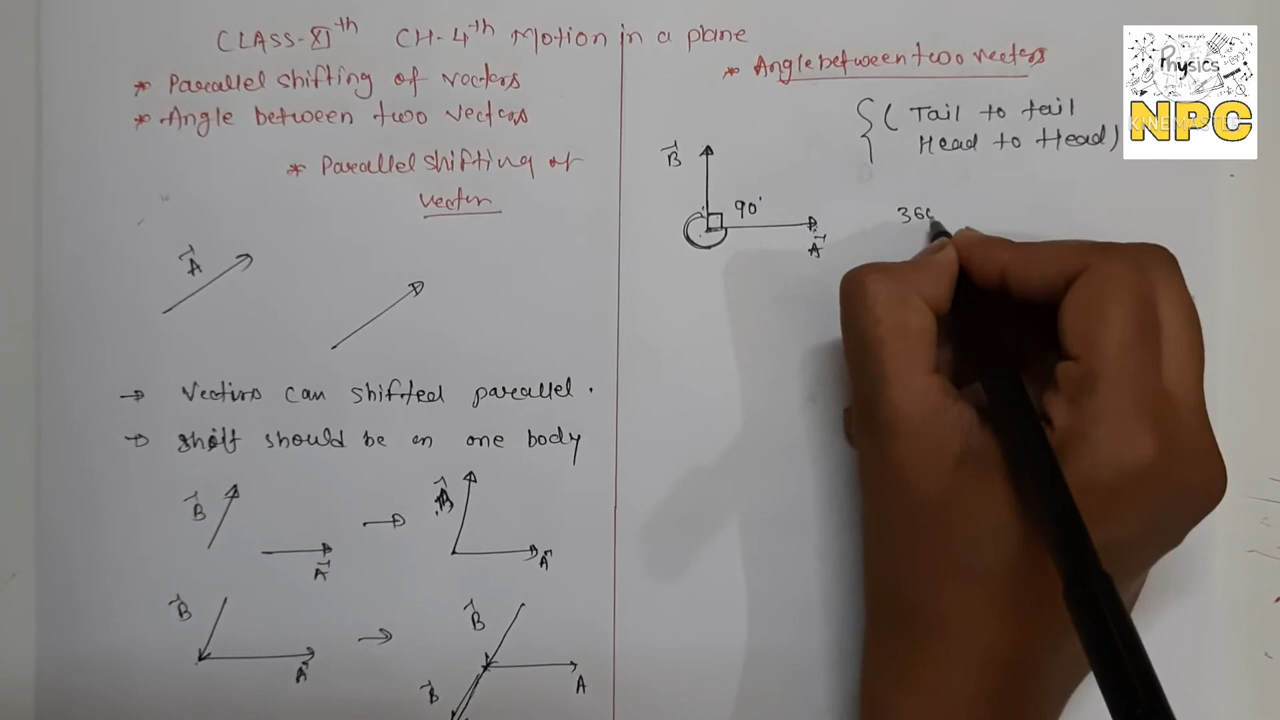 CLASS-XIth CH-4th Motion in a plane
* Parallel shifting of vectors
* Angle between two vectors
* Parallel shifting of
vector
A
→ Vectors can shifted parallel.
→ shift should be on one body
B
A
→
B
A
B
A
→
B
A
B
* Angle between two vectors
{ ( Tail to tail
Head to Head)
B
90°
A
36
Physics
NPC